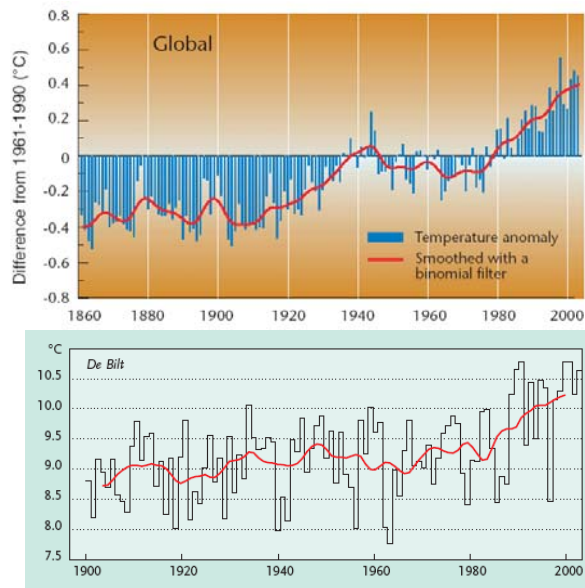 0.8
Global
0.6
0.4
0.2
0
-0.2
-0.4
-0.6
-0.8
Difference from 1961-1990 (°C)
Temperature anomaly
Smoothed with a
binomial filter
1860 1880 1900 1920 1940 1960 1980 2000
°C
De Bilt
10.5
10.0
9.5
9.0
8.5
8.0
7.5
1900 1920 1940 1960 1980 2000